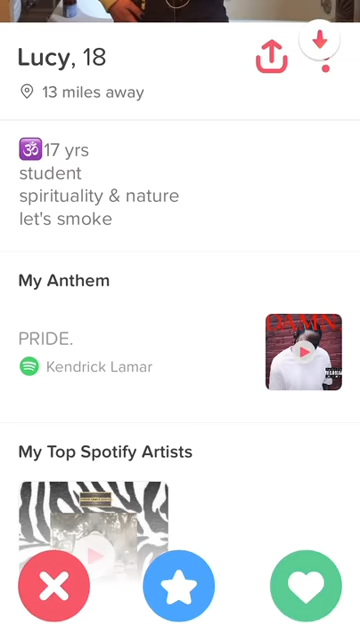 Lucy, 18
13 miles away
🕉17 yrs
student
spirituality & nature
let's smoke
My Anthem
PRIDE.
Kendrick Lamar
DAMN.
My Top Spotify Artists